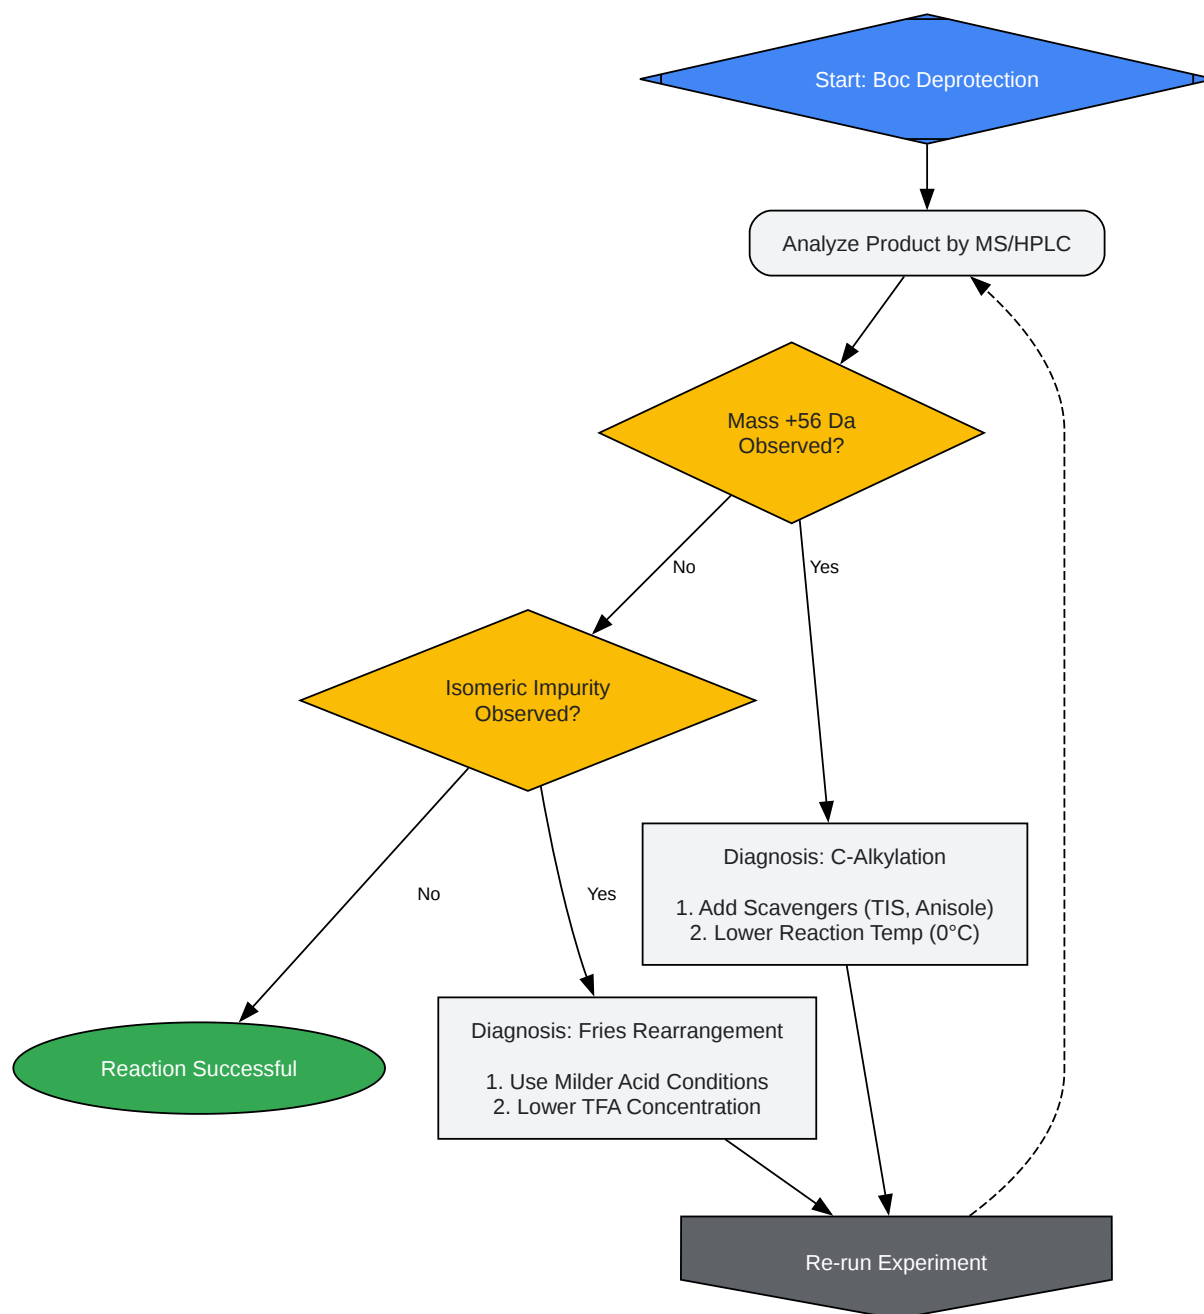 Start: Boc Deprotection
Analyze Product by MS/HPLC
Mass +56 Da
Observed?
No
Yes
Isomeric Impurity
Observed?
No
Yes
Diagnosis: C-Alkylation
1. Add Scavengers (TIS, Anisole)
2. Lower Reaction Temp (0°C)
Reaction Successful
Diagnosis: Fries Rearrangement
1. Use Milder Acid Conditions
2. Lower TFA Concentration
Re-run Experiment